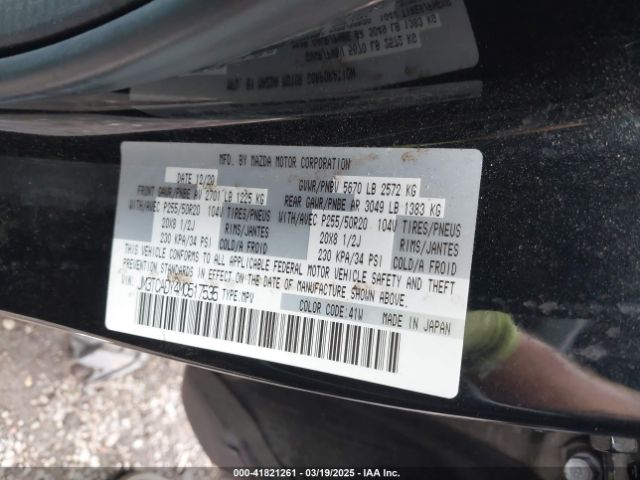 MFD. BY MAZDA MOTOR CORPORATION
DATE 12/20 GVWR/PNBV 5670 LB 2572 KG
FRONT GAWR/PNBE AV 2701 LB 1225 KG REAR GAWR/PNBE AR 3049 LB 1383 KG
WITH/AVEC P255/50R20 104V TIRES/PNEUS WITH/AVEC P255/50R20 104V TIRES/PNEUS
20X8 1/2J RIMS/JANTES 20X8 1/2J RIMS/JANTES
230 KPA/34 PSI COLD/A FROID 230 KPA/34 PSI COLD/A FROID
THIS VEHICLE CONFORMS TO ALL APPLICABLE FEDERAL MOTOR VEHICLE SAFETY AND THEFT
STANDARDS IN EFFECT ON THE DATE OF MANUFACTURE SHOWN ABOVE.
JM3TCADY4M0517535 TYPE:MPV
COLOR CODE:41W MADE IN JAPAN
000-41821261 - 03/19/2025 - IAA Inc.